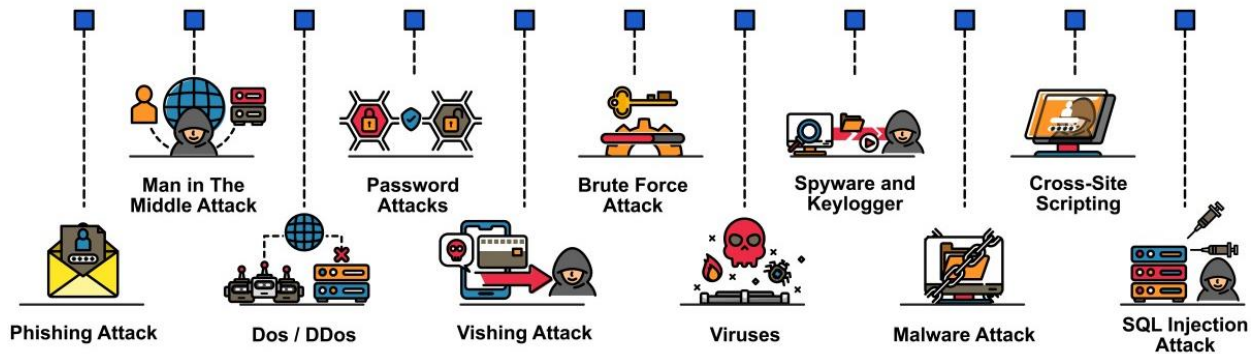 Man in The
Middle Attack
Password
Attacks
Brute Force
Attack
Spyware and
Keylogger
Cross-Site
Scripting
Phishing Attack
Dos / DDos
Vishing Attack
Viruses
Malware Attack
SQL Injection
Attack